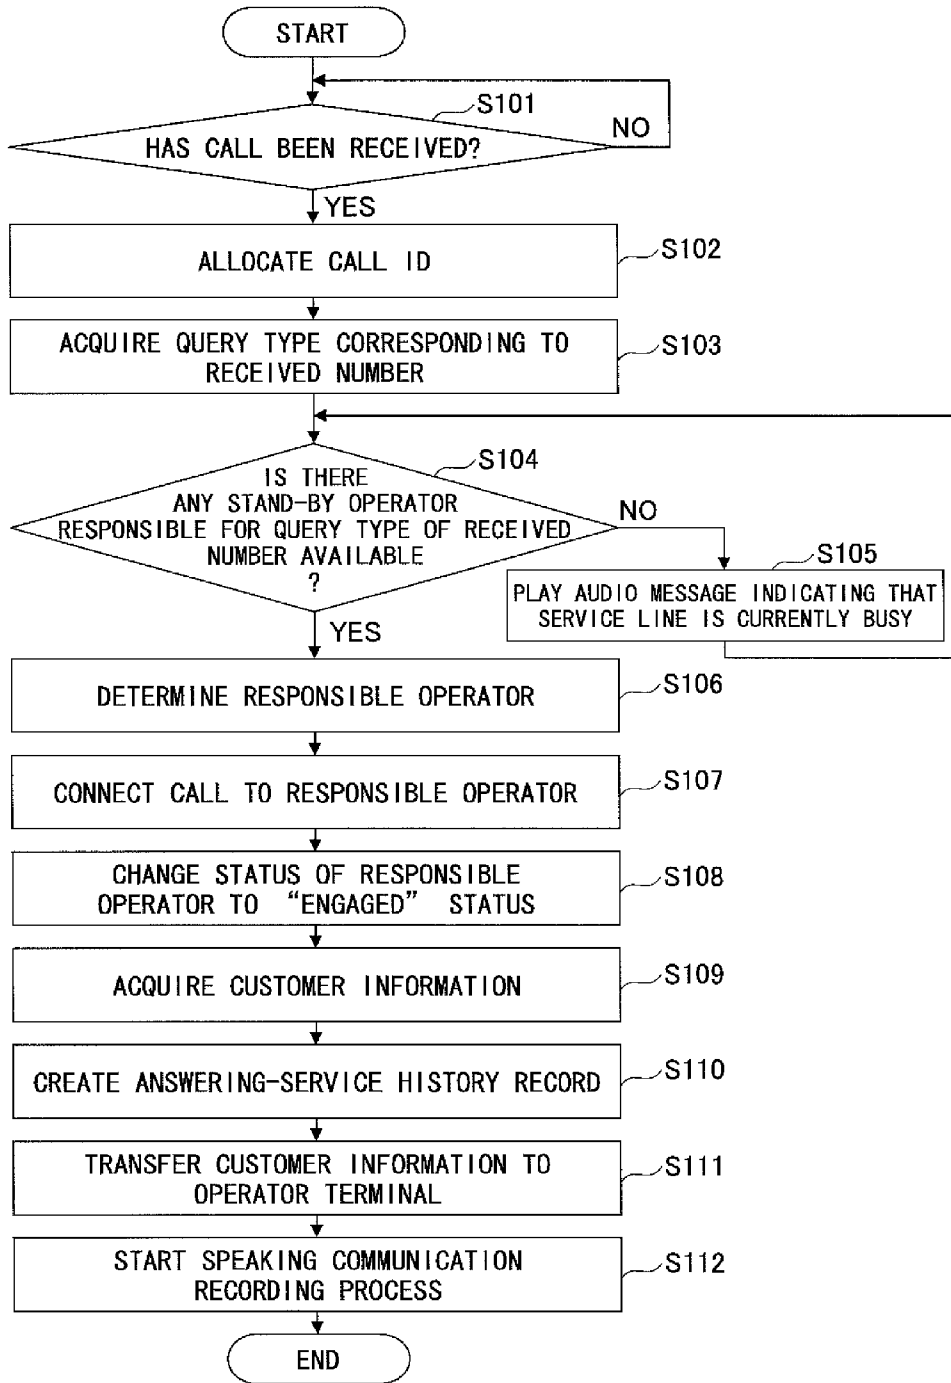 START
S101
HAS CALL BEEN RECEIVED?
NO
YES
ALLOCATE CALL ID
S102
ACQUIRE QUERY TYPE CORRESPONDING TO
RECEIVED NUMBER
S103
S104
IS THERE
ANY STAND-BY OPERATOR
RESPONSIBLE FOR QUERY TYPE OF RECEIVED
NUMBER AVAILABLE
?
NO
S105
PLAY AUDIO MESSAGE INDICATING THAT
SERVICE LINE IS CURRENTLY BUSY
YES
DETERMINE RESPONSIBLE OPERATOR
S106
CONNECT CALL TO RESPONSIBLE OPERATOR
S107
CHANGE STATUS OF RESPONSIBLE
OPERATOR TO “ENGAGED” STATUS
S108
ACQUIRE CUSTOMER INFORMATION
S109
CREATE ANSWERING-SERVICE HISTORY RECORD
S110
TRANSFER CUSTOMER INFORMATION TO
OPERATOR TERMINAL
S111
START SPEAKING COMMUNICATION
RECORDING PROCESS
S112
END